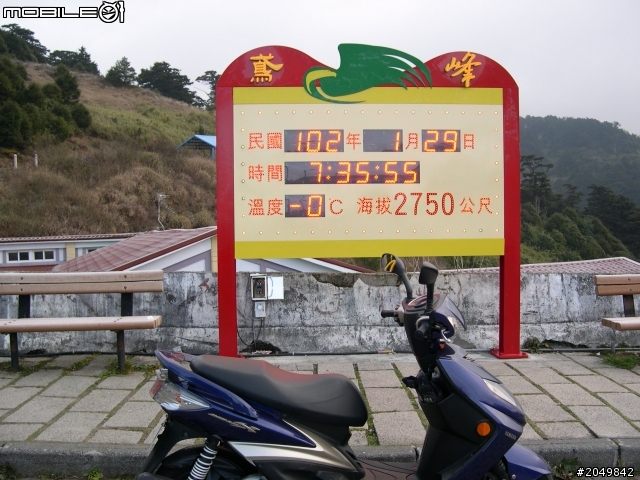 mobile01
鳶峰
民國 102 年 1 月 29 日
時間 7:35:55
溫度 -0 ℃ 海拔 2750 公尺
#2049842